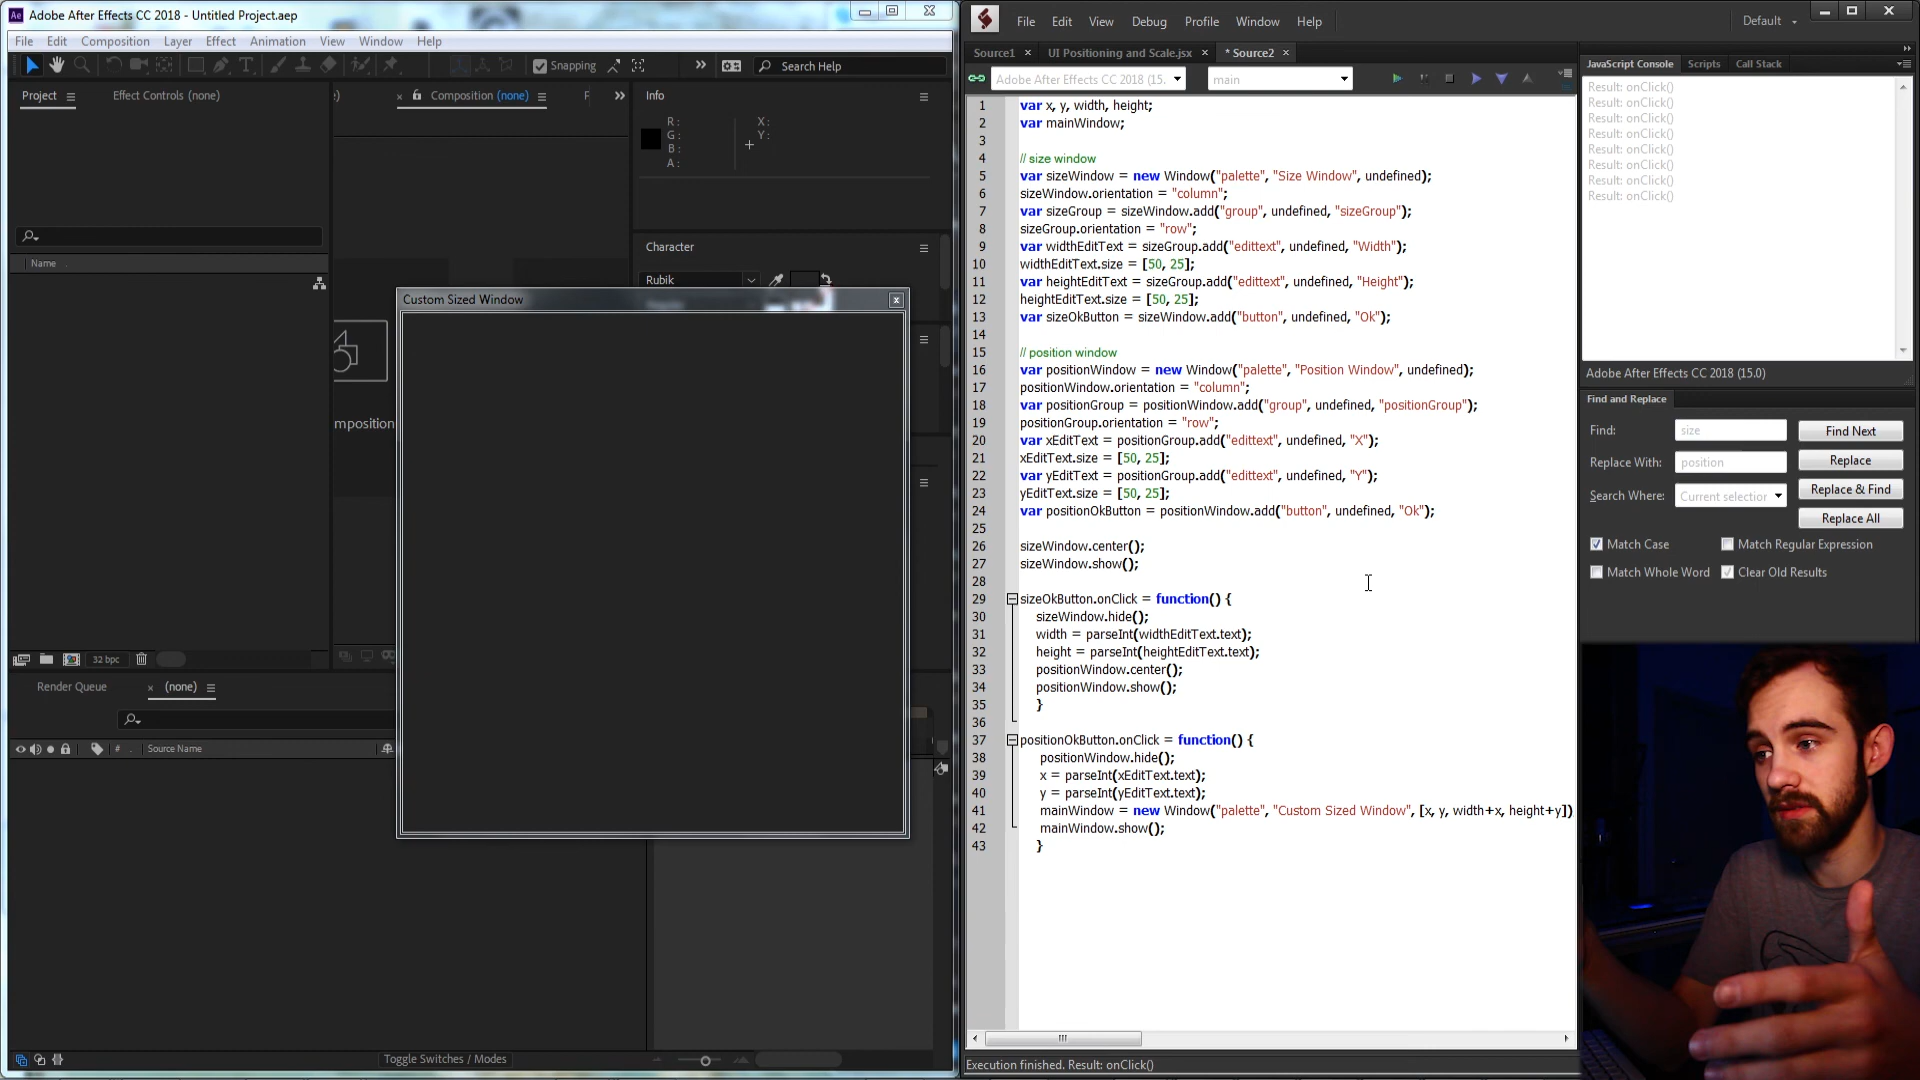 Ae Adobe After Effects CC 2018 - Untitled Project.aep
File Edit Composition Layer Effect Animation View Window Help
Snapping
Search Help
Project
Effect Controls (none)
Composition (none)
F
Info
R:
G:
B:
A:
X:
Y:
Name
Character
Rubik
Custom Sized Window
mposition
32 bpc
Render Queue
(none)
#
Source Name
Toggle Switches / Modes
File Edit View Debug Profile Window Help
Default
Source1
UI Positioning and Scale.jsx
* Source2
Adobe After Effects CC 2018 (15.
main
1 var x, y, width, height;
2 var mainWindow;
3
4 // size window
5 var sizeWindow = new Window("palette", "Size Window", undefined);
6 sizeWindow.orientation = "column";
7 var sizeGroup = sizeWindow.add("group", undefined, "sizeGroup");
8 sizeGroup.orientation = "row";
9 var widthEditText = sizeGroup.add("edittext", undefined, "Width");
10 widthEditText.size = [50, 25];
11 var heightEditText = sizeGroup.add("edittext", undefined, "Height");
12 heightEditText.size = [50, 25];
13 var sizeOkButton = sizeWindow.add("button", undefined, "Ok");
14
15 // position window
16 var positionWindow = new Window("palette", "Position Window", undefined);
17 positionWindow.orientation = "column";
18 var positionGroup = positionWindow.add("group", undefined, "positionGroup");
19 positionGroup.orientation = "row";
20 var xEditText = positionGroup.add("edittext", undefined, "X");
21 xEditText.size = [50, 25];
22 var yEditText = positionGroup.add("edittext", undefined, "Y");
23 yEditText.size = [50, 25];
24 var positionOkButton = positionWindow.add("button", undefined, "Ok");
25
26 sizeWindow.center();
27 sizeWindow.show();
28
29 sizeOkButton.onClick = function() {
30 sizeWindow.hide();
31 width = parseInt(widthEditText.text);
32 height = parseInt(heightEditText.text);
33 positionWindow.center();
34 positionWindow.show();
35 }
36
37 positionOkButton.onClick = function() {
38 positionWindow.hide();
39 x = parseInt(xEditText.text);
40 y = parseInt(yEditText.text);
41 mainWindow = new Window("palette", "Custom Sized Window", [x, y, width+x, height+y])
42 mainWindow.show();
43 }
Execution finished. Result: onClick()
JavaScript Console
Scripts
Call Stack
Result: onClick()
Result: onClick()
Result: onClick()
Result: onClick()
Result: onClick()
Result: onClick()
Result: onClick()
Result: onClick()
Adobe After Effects CC 2018 (15.0)
Find and Replace
Find: size Find Next
Replace With: position Replace
Search Where: Current selection Replace & Find
Replace All
Match Case
Match Regular Expression
Match Whole Word
Clear Old Results